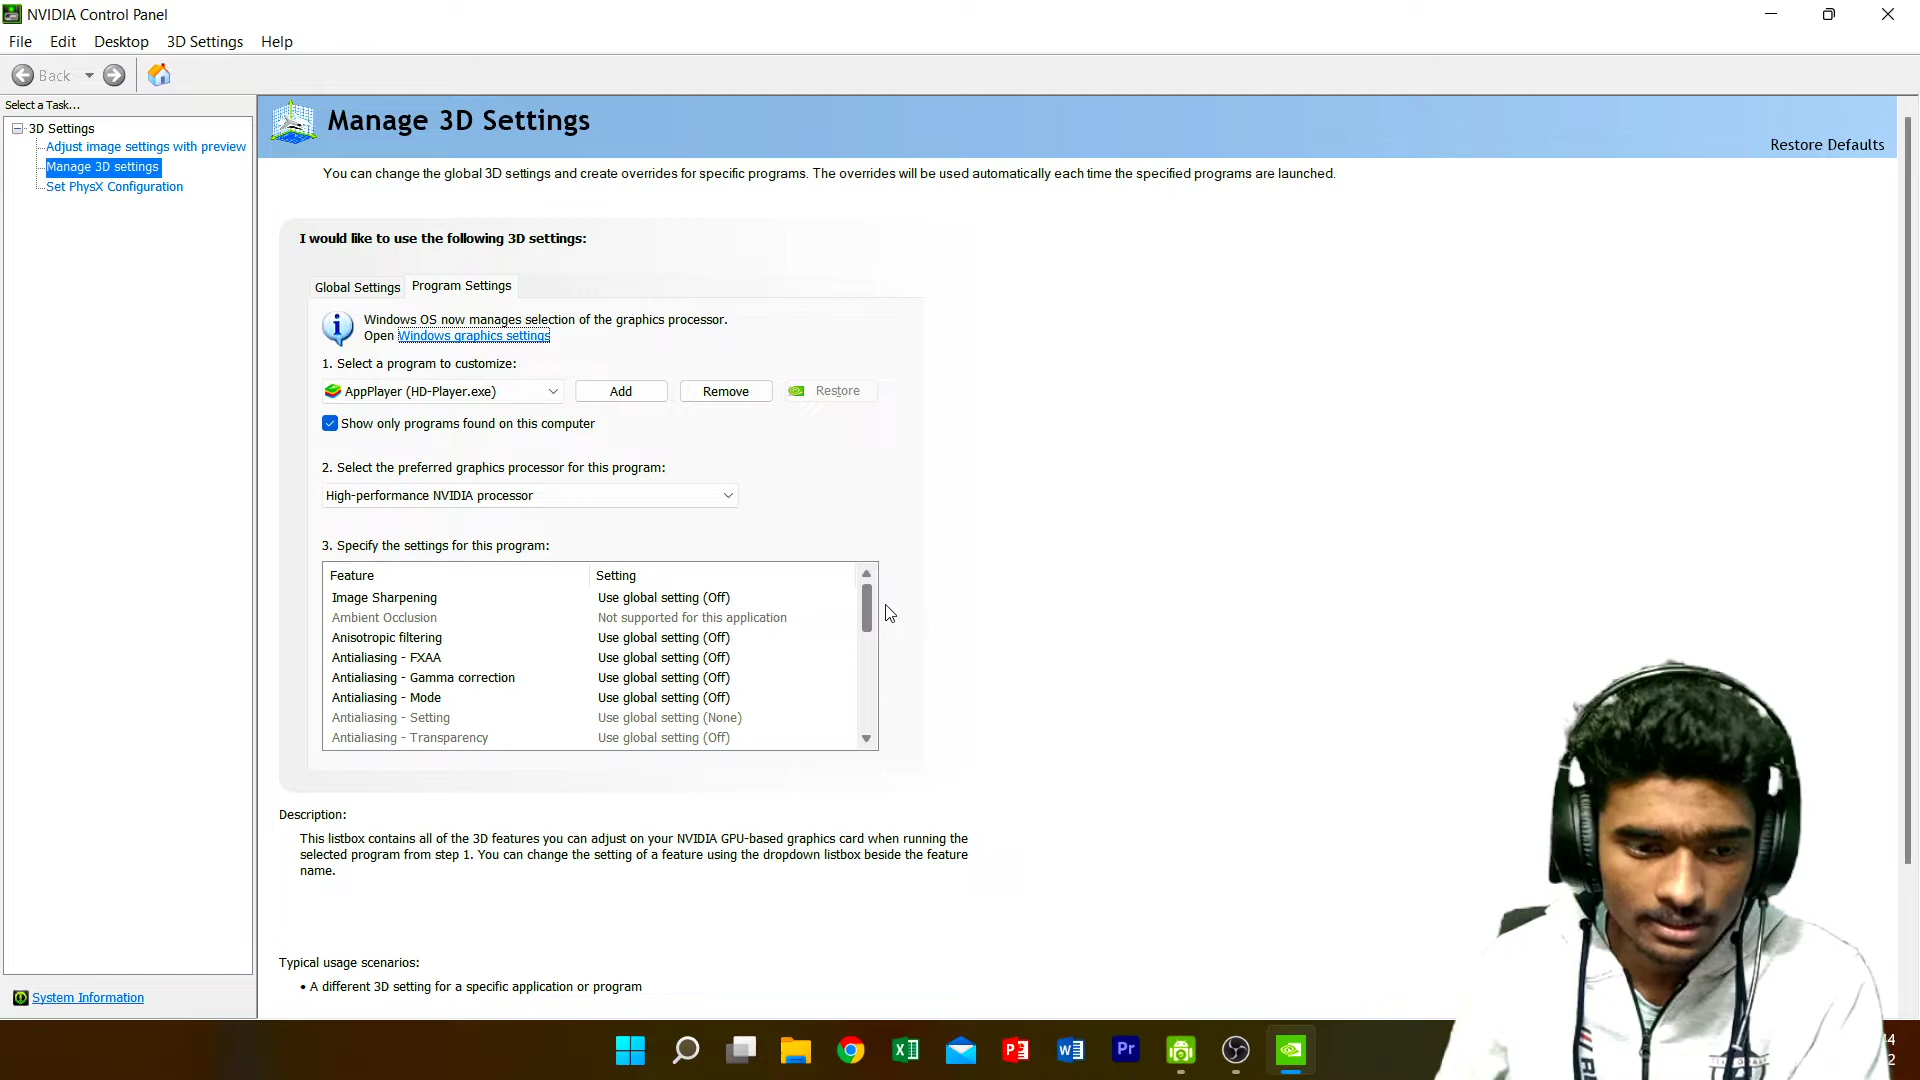 NVIDIA Control Panel
File Edit Desktop 3D Settings Help
Back
Select a Task...
3D Settings
Adjust image settings with preview
Manage 3D settings
Set PhysX Configuration
System Information
Manage 3D Settings
Restore Defaults
You can change the global 3D settings and create overrides for specific programs. The overrides will be used automatically each time the specified programs are launched.
I would like to use the following 3D settings:
Global Settings Program Settings
Windows OS now manages selection of the graphics processor.
Open Windows graphics settings
1. Select a program to customize:
AppPlayer (HD-Player.exe) Add Remove Restore
Show only programs found on this computer
2. Select the preferred graphics processor for this program:
High-performance NVIDIA processor
3. Specify the settings for this program:
Feature Setting
Image Sharpening Use global setting (Off)
Ambient Occlusion Not supported for this application
Anisotropic filtering Use global setting (Off)
Antialiasing - FXAA Use global setting (Off)
Antialiasing - Gamma correction Use global setting (Off)
Antialiasing - Mode Use global setting (Off)
Antialiasing - Setting Use global setting (None)
Antialiasing - Transparency Use global setting (Off)
Description:
This listbox contains all of the 3D features you can adjust on your NVIDIA GPU-based graphics card when running the
selected program from step 1. You can change the setting of a feature using the dropdown listbox beside the feature
name.
Typical usage scenarios:
• A different 3D setting for a specific application or program
Pr
4
2